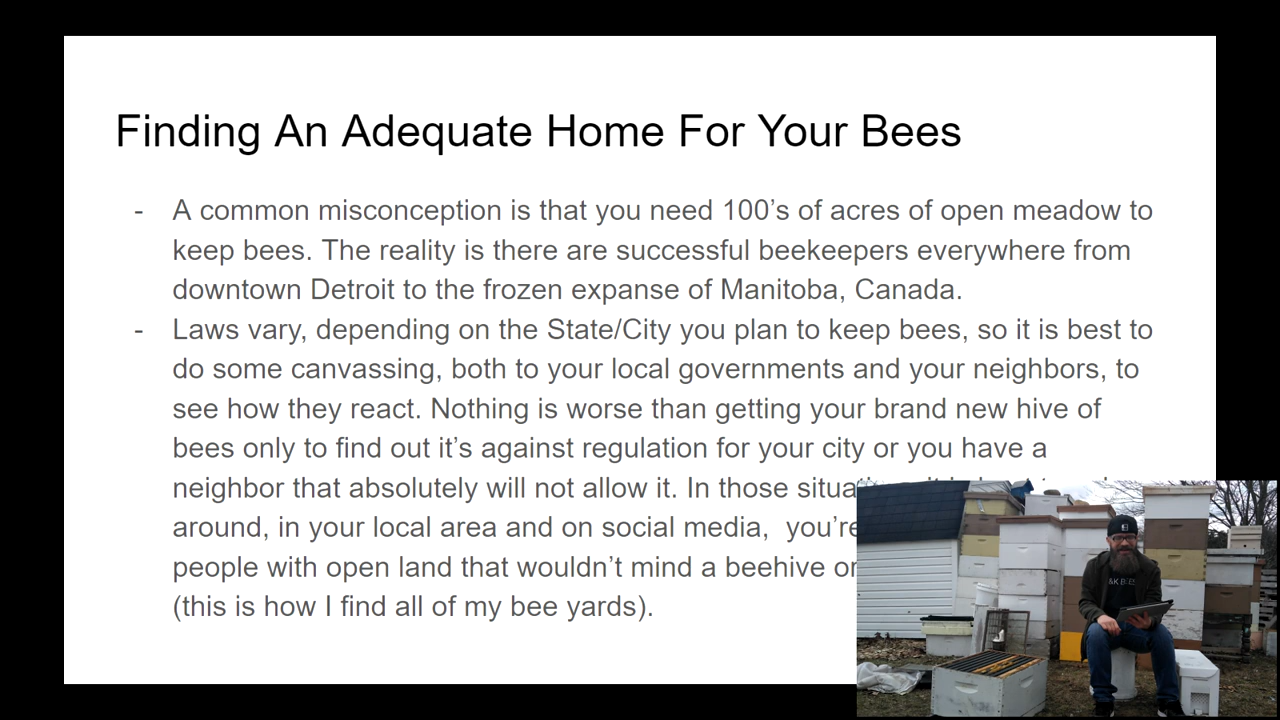 Finding An Adequate Home For Your Bees
- A common misconception is that you need 100’s of acres of open meadow to
keep bees. The reality is there are successful beekeepers everywhere from
downtown Detroit to the frozen expanse of Manitoba, Canada.
- Laws vary, depending on the State/City you plan to keep bees, so it is best to
do some canvassing, both to your local governments and your neighbors, to
see how they react. Nothing is worse than getting your brand new hive of
bees only to find out it’s against regulation for your city or you have a
neighbor that absolutely will not allow it. In those
around, in your local area and on social media, you’re
people with open land that wouldn’t mind a beehive
(this is how I find all of my bee yards).